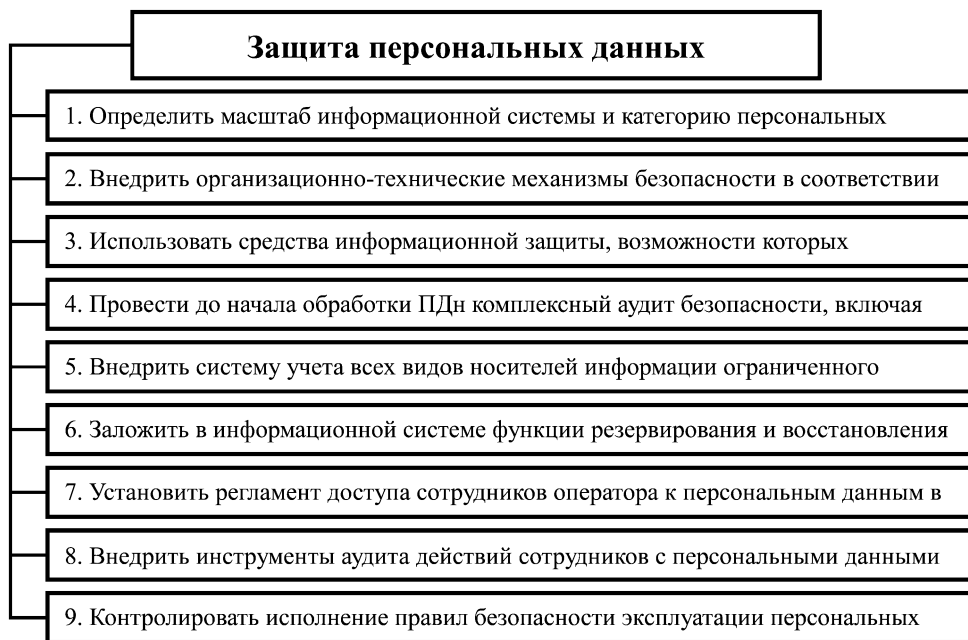 Защита персональных данных
1. Определить масштаб информационной системы и категорию персональных
2. Внедрить организационно-технические механизмы безопасности в соответствии
3. Использовать средства информационной защиты, возможности которых
4. Провести до начала обработки ПДн комплексный аудит безопасности, включая
5. Внедрить систему учета всех видов носителей информации ограниченного
6. Заложить в информационной системе функции резервирования и восстановления
7. Установить регламент доступа сотрудников оператора к персональным данным в
8. Внедрить инструменты аудита действий сотрудников с персональными данными
9. Контролировать исполнение правил безопасности эксплуатации персональных